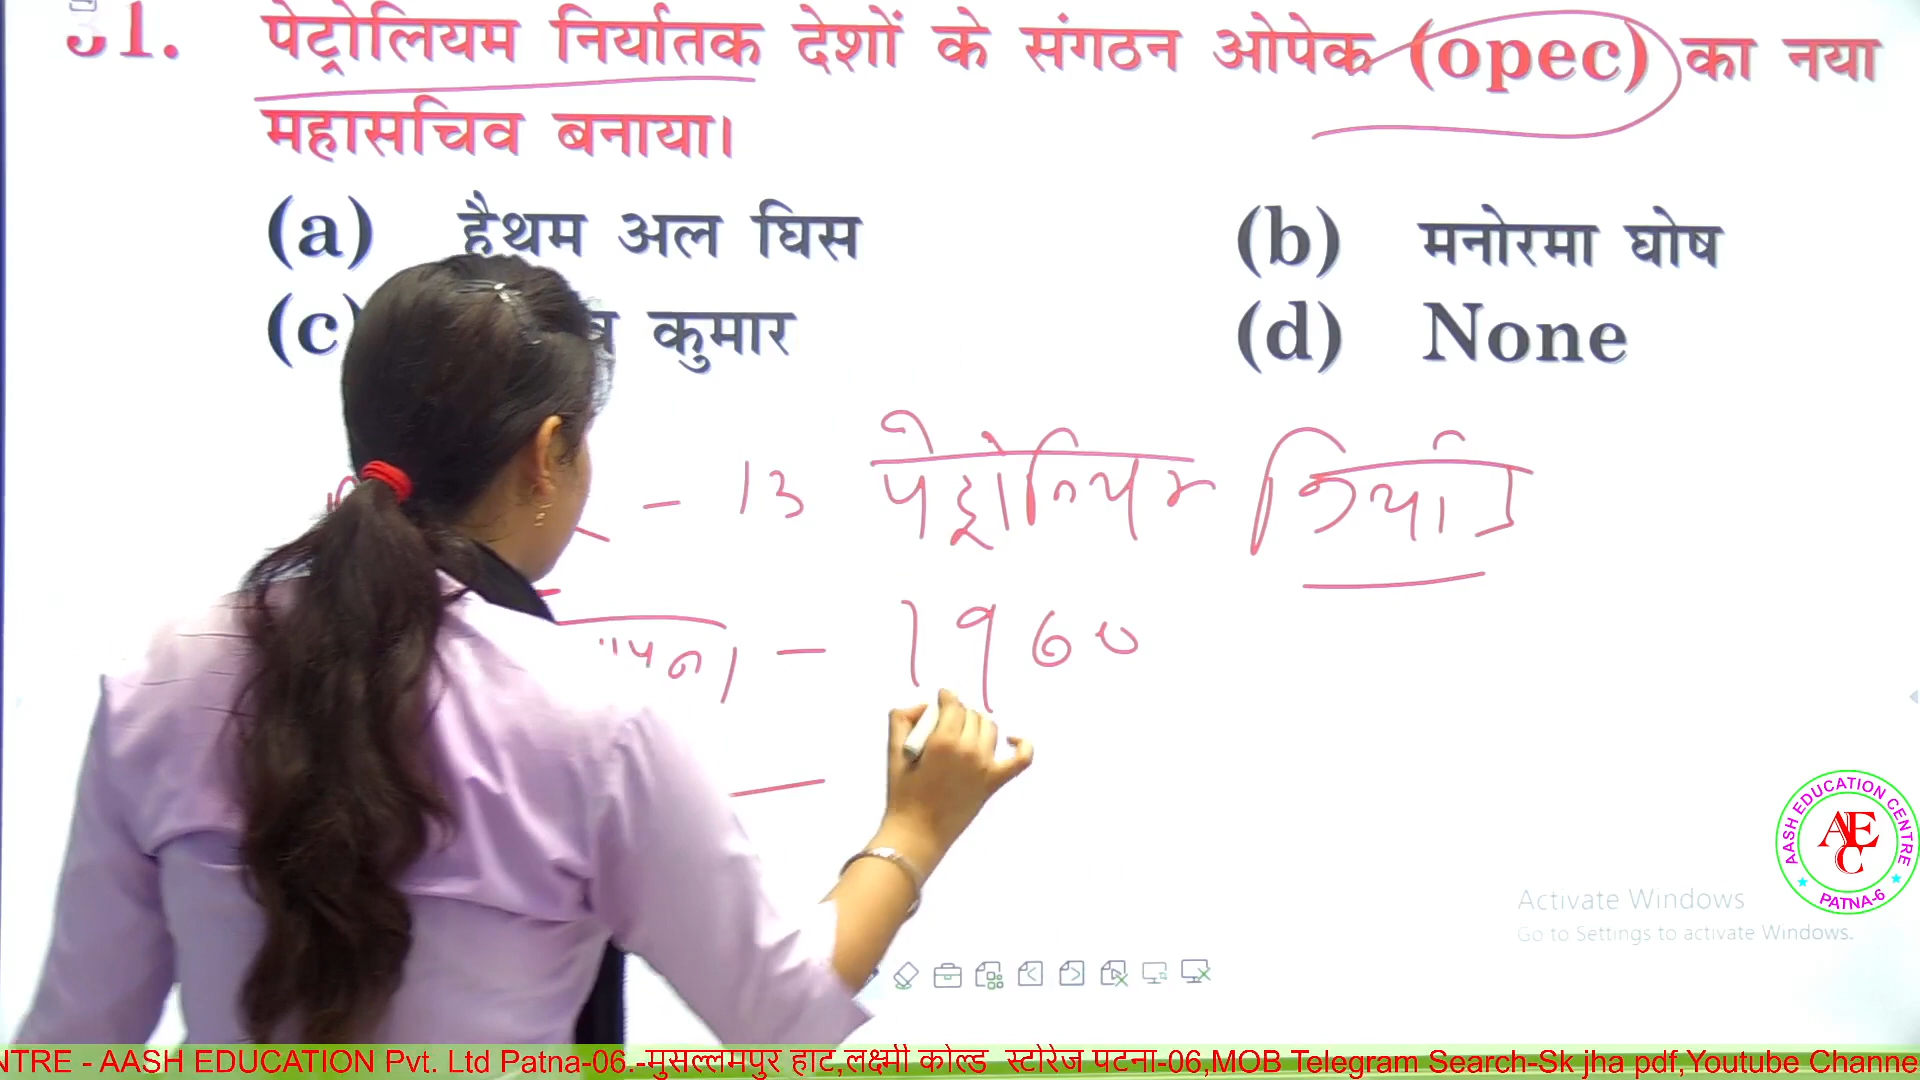 31. पेट्रोलियम निर्यातक देशों के संगठन ओपेक (opec) का नया
महासचिव बनाया।
(a) हैथम अल घिस (b) मनोरमा घोष
(c) कुमार (d) None
- 13 पेट्रोलियम निर्या
- 1960
Activate Windows
Go to Settings to activate Windows.
AASH EDUCATION CENTRE
AEC
PATNA-6
NTRE - AASH EDUCATION Pvt. Ltd Patna-06.-मुसल्लमपुर हाट,लक्ष्मी कोल्ड स्टोरेज पटना-06,MOB Telegram Search-Sk jha pdf,Youtube Channe